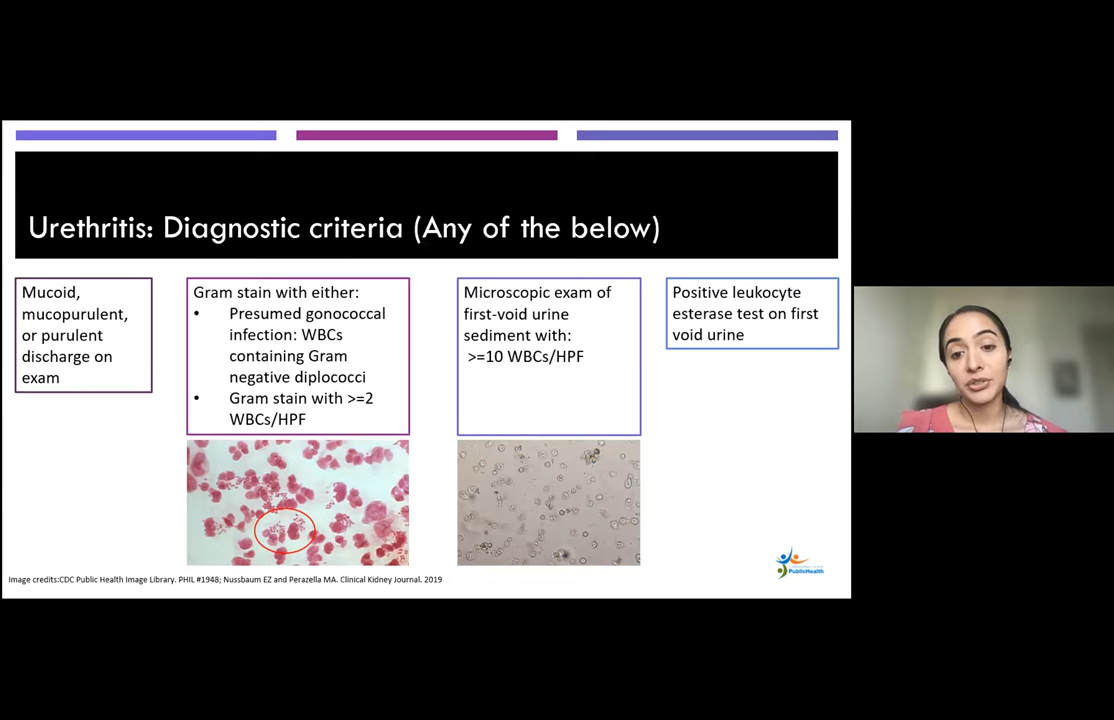 Urethritis: Diagnostic criteria (Any of the below)
Mucoid,
mucopurulent,
or purulent
discharge on
exam
Gram stain with either:
• Presumed gonococcal
infection: WBCs
containing Gram
negative diplococci
• Gram stain with >=2
WBCs/HPF
Microscopic exam of
first-void urine
sediment with:
>=10 WBCs/HPF
Positive leukocyte
esterase test on first
void urine
Image credits:CDC Public Health Image Library. PHIL #1948; Nussbaum EZ and Perazella MA. Clinical Kidney Journal. 2019
PublicHealth